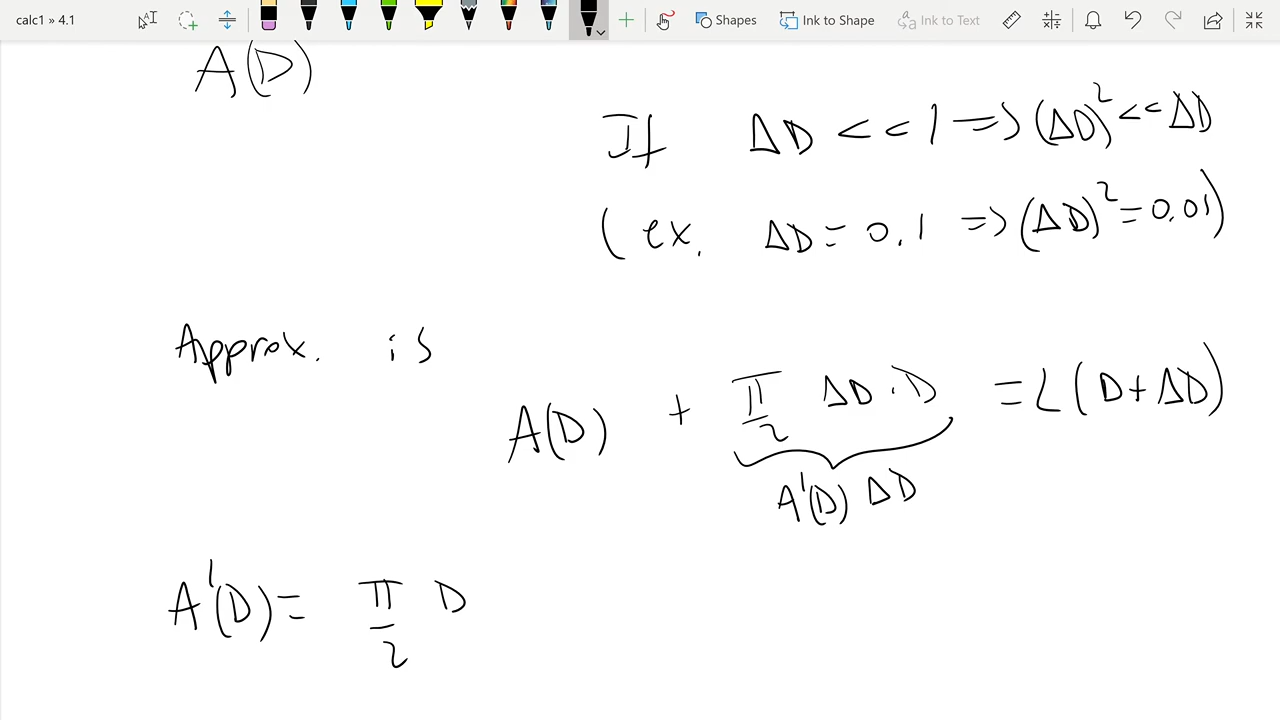 calc1 » 4.1 Shapes Ink to Shape Ink to Text
A(D)
If ΔD << 1 => (ΔD)² << ΔD
(ex. ΔD = 0.1 => (ΔD)² = 0.01)
Approx. is
A(D) + π/2 ΔD · D = L(D + ΔD)
A'(D) ΔD
A'(D) = π/2 D